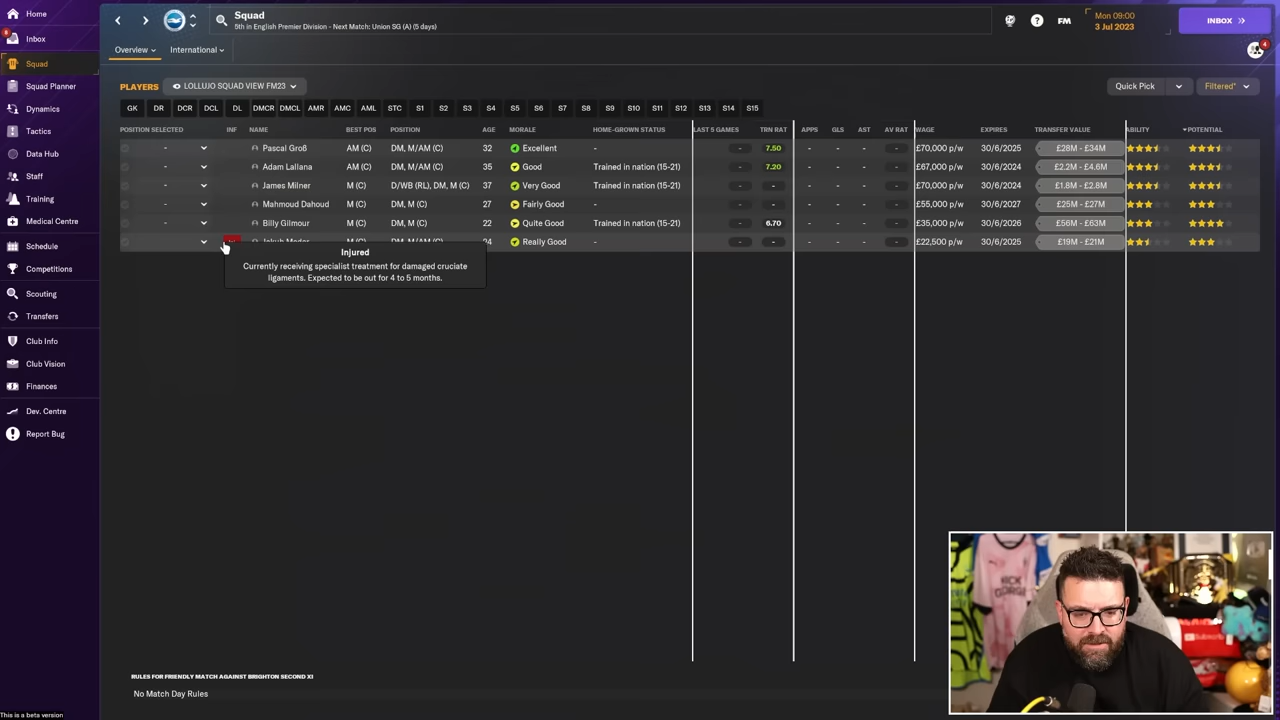 Home
Squad
5th in English Premier Division - Next Match: Union SG (A) (5 days)
FM
Mon 09:00
3 Jul 2023
INBOX
8
Inbox
Overview
International
4
Squad
Squad Planner
PLAYERS
LOLLUJO SQUAD VIEW FM23
Quick Pick
Filtered*
Dynamics
GK DR DCR DCL DL DMCR DMCL AMR AMC AML STC S1 S2 S3 S4 S5 S6 S7 S8 S9 S10 S11 S12 S13 S14 S15
Tactics
POSITION SELECTED INF NAME BEST POS POSITION AGE MORALE HOME-GROWN STATUS LAST 5 GAMES TRN RAT APPS GLS AST AV RAT WAGE EXPIRES TRANSFER VALUE ABILITY POTENTIAL
- Pascal Groß AM (C) DM, M/AM (C) 32 Excellent - - 7.50 - - - - £70,000 p/w 30/6/2025 £28M - £34M
Data Hub
- Adam Lallana AM (C) DM, M/AM (C) 35 Good Trained in nation (15-21) - 7.20 - - - - £67,000 p/w 30/6/2024 £2.2M - £4.6M
Staff
- James Milner M (C) D/WB (RL), DM, M (C) 37 Very Good Trained in nation (15-21) - - - - - - £70,000 p/w 30/6/2024 £1.8M - £2.8M
Training
- Mahmoud Dahoud M (C) DM, M (C) 27 Fairly Good - - - - - - - £55,000 p/w 30/6/2027 £25M - £27M
Medical Centre
- Billy Gilmour M (C) DM, M (C) 22 Quite Good Trained in nation (15-21) - 6.70 - - - - £35,000 p/w 30/6/2026 £56M - £63M
Schedule
- 24 Really Good - - - - - - - £22,500 p/w 30/6/2025 £19M - £21M
Injured
Currently receiving specialist treatment for damaged cruciate
ligaments. Expected to be out for 4 to 5 months.
Competitions
Scouting
Transfers
Club Info
Club Vision
Finances
Dev. Centre
Report Bug
RULES FOR FRIENDLY MATCH AGAINST BRIGHTON SECOND XI
No Match Day Rules
This is a beta version